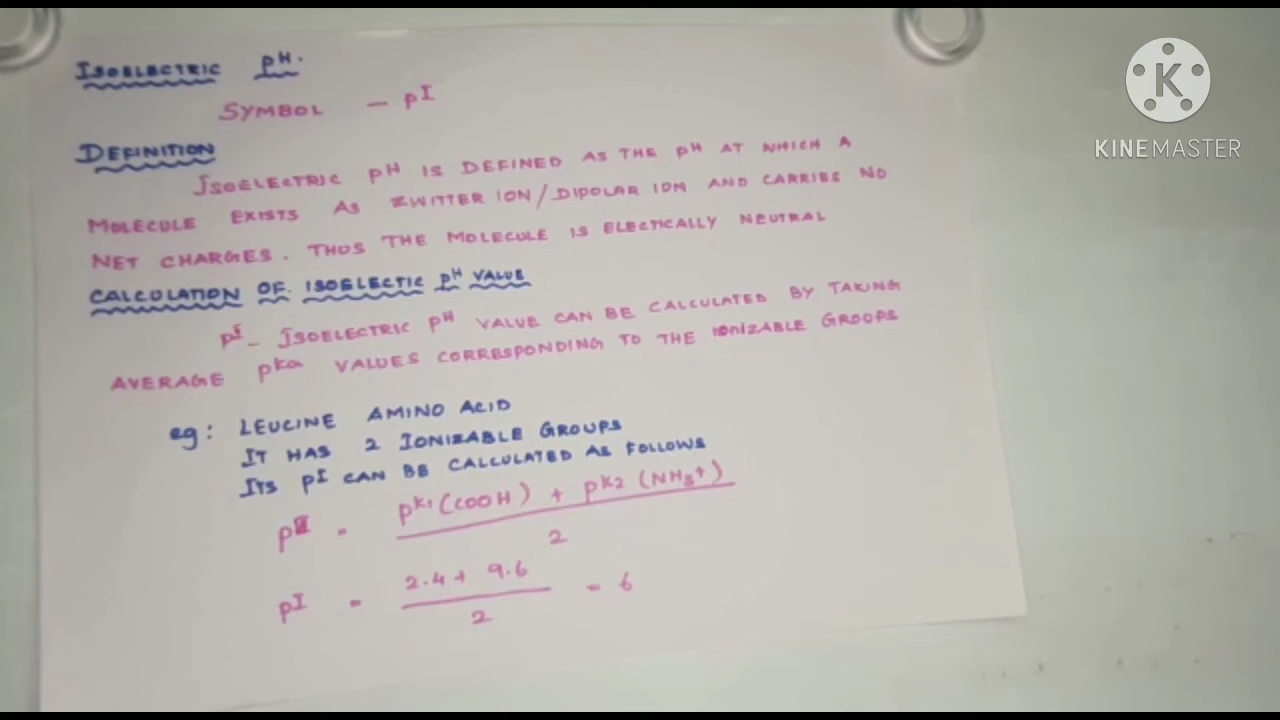 ISOELECTRIC pH.
SYMBOL — pI
DEFINITION
ISOELECTRIC pH IS DEFINED AS THE pH AT WHICH A
MOLECULE EXISTS AS ZWITTER ION/DIPOLAR ION AND CARRIES NO
NET CHARGES. THUS THE MOLECULE IS ELECTICALLY NEUTRAL
CALCULATION OF ISOELECTIC pH VALUE
pI - ISOELECTRIC pH VALUE CAN BE CALCULATED BY TAKING
AVERAGE pka VALUES CORRESPONDING TO THE IONIZABLE GROUPS
eg: LEUCINE AMINO ACID
IT HAS 2 IONIZABLE GROUPS
ITS pI CAN BE CALCULATED AS FOLLOWS
pI = pk1 (COOH) + pk2 (NH3+)
2
pI = 2.4 + 9.6 = 6
2
K
KINEMASTER